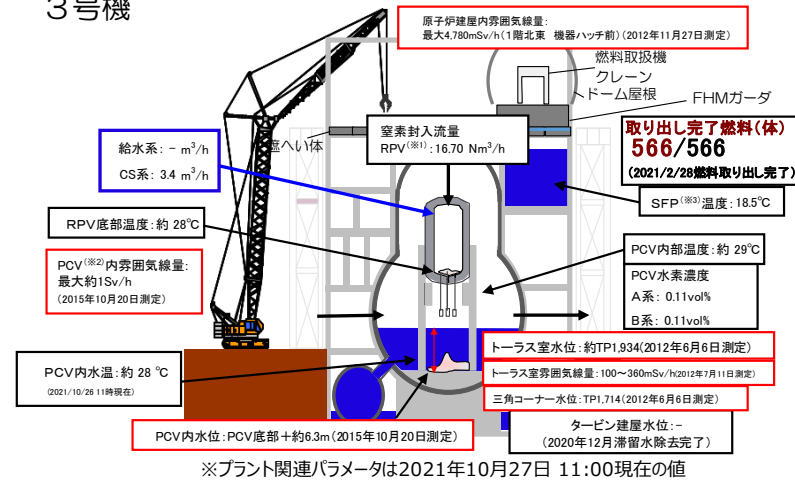 3号機
原子炉建屋内雰囲気線量:
最大4,780mSv/h(1階北東 機器ハッチ前)(2012年11月27日測定)
燃料取扱機
クレーン
ドーム屋根
FHMガーダ
遮へい体
窒素封入流量
RPV(※1):16.70 Nm³/h
取り出し完了燃料(体)
566/566
(2021/2/28燃料取り出し完了)
給水系: - m³/h
CS系: 3.4 m³/h
SFP(※3)温度:18.5℃
RPV底部温度:約 28℃
PCV(※2)内雰囲気線量:
最大約1Sv/h
(2015年10月20日測定)
PCV内部温度:約 29℃
PCV水素濃度
A系: 0.11vol%
B系: 0.11vol%
トーラス室水位:約TP1,934(2012年6月6日測定)
トーラス室雰囲気線量:100~360mSv/h(2012年7月11日測定)
三角コーナー水位:TP1,714(2012年6月6日測定)
PCV内水温:約 28 ℃
(2021/10/26 11時現在)
PCV内水位:PCV底部+約6.3m(2015年10月20日測定)
タービン建屋水位:-
(2020年12月滞留水除去完了)
※プラント関連パラメータは2021年10月27日 11:00現在の値